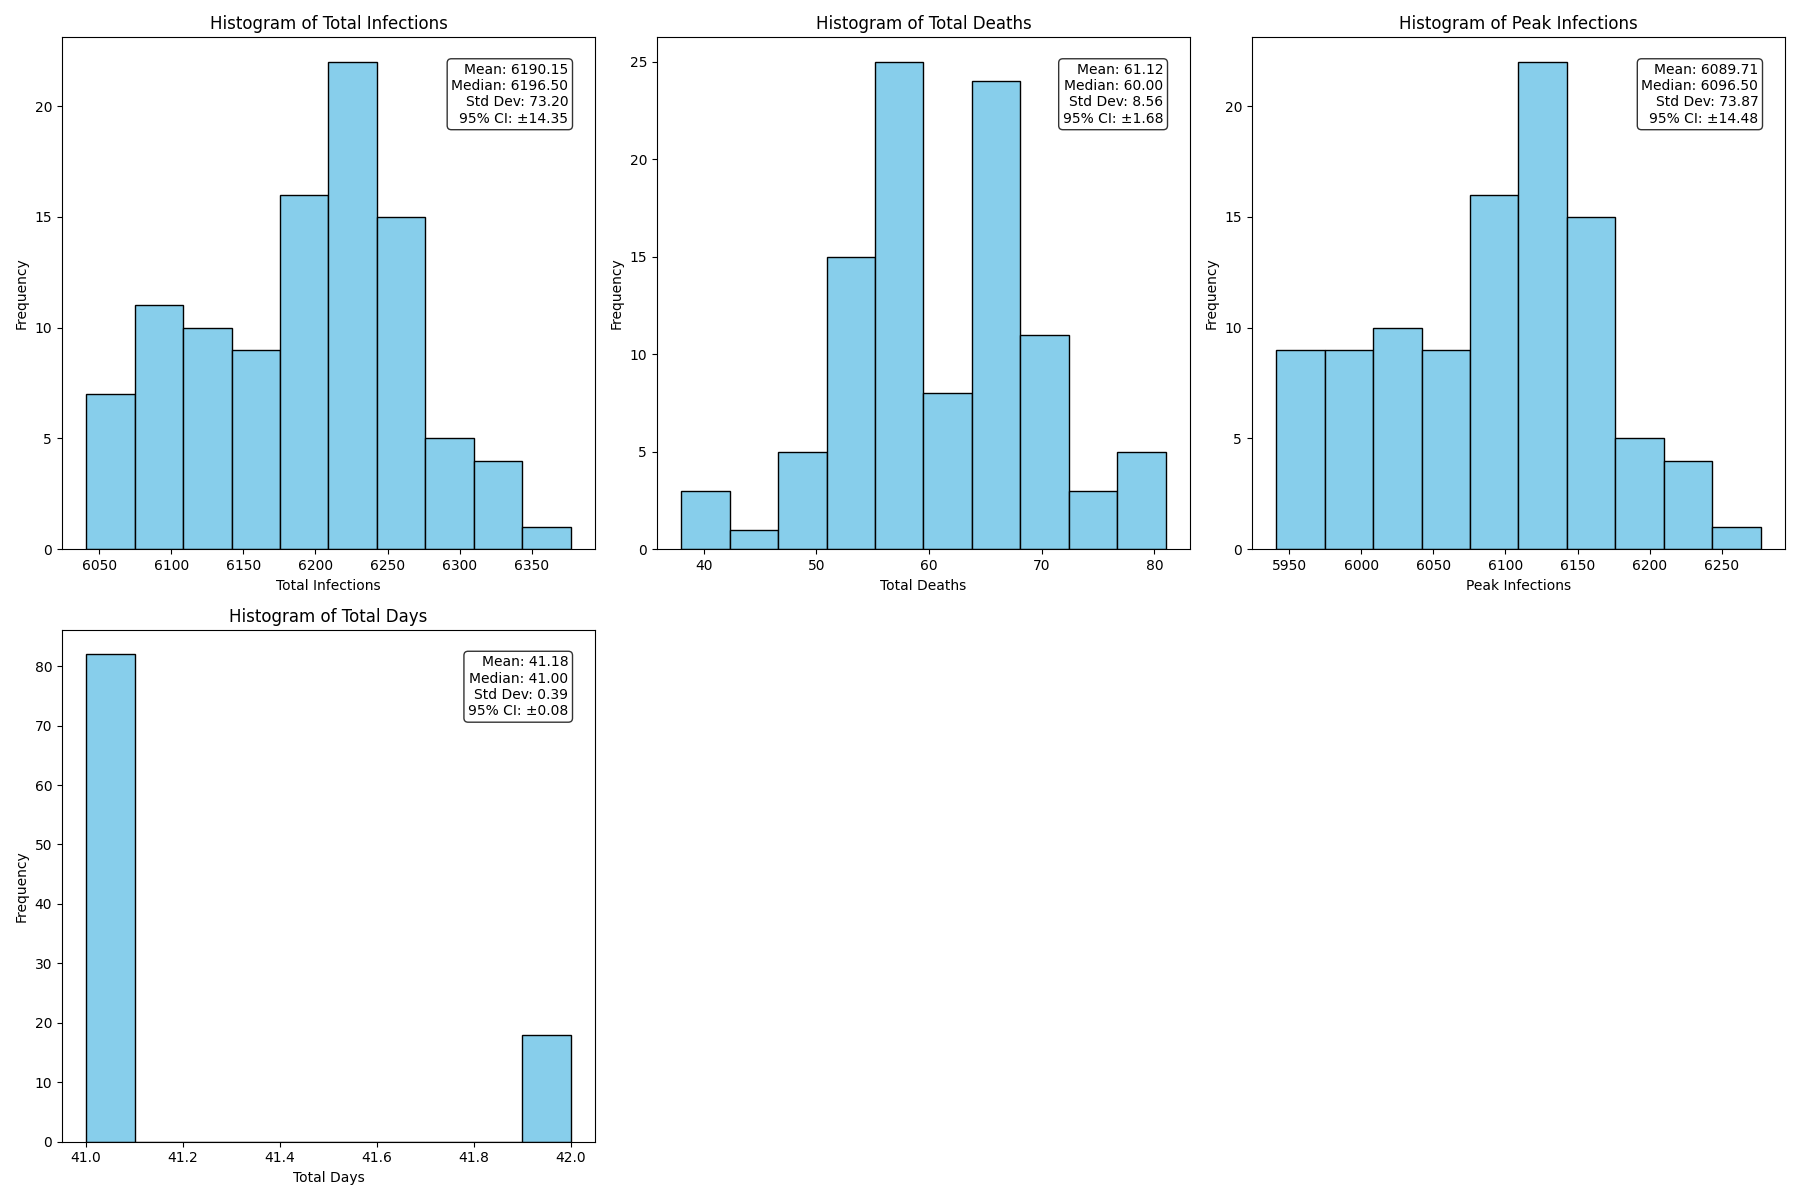 Histogram of Total Infections
Mean: 6190.15
Median: 6196.50
Std Dev: 73.20
95% CI: ±14.35
Frequency
20
15
10
5
0
6050 6100 6150 6200 6250 6300 6350
Total Infections
Histogram of Total Deaths
Mean: 61.12
Median: 60.00
Std Dev: 8.56
95% CI: ±1.68
Frequency
25
20
15
10
5
0
40 50 60 70 80
Total Deaths
Histogram of Peak Infections
Mean: 6089.71
Median: 6096.50
Std Dev: 73.87
95% CI: ±14.48
Frequency
20
15
10
5
0
5950 6000 6050 6100 6150 6200 6250
Peak Infections
Histogram of Total Days
Mean: 41.18
Median: 41.00
Std Dev: 0.39
95% CI: ±0.08
Frequency
80
70
60
50
40
30
20
10
0
41.0 41.2 41.4 41.6 41.8 42.0
Total Days